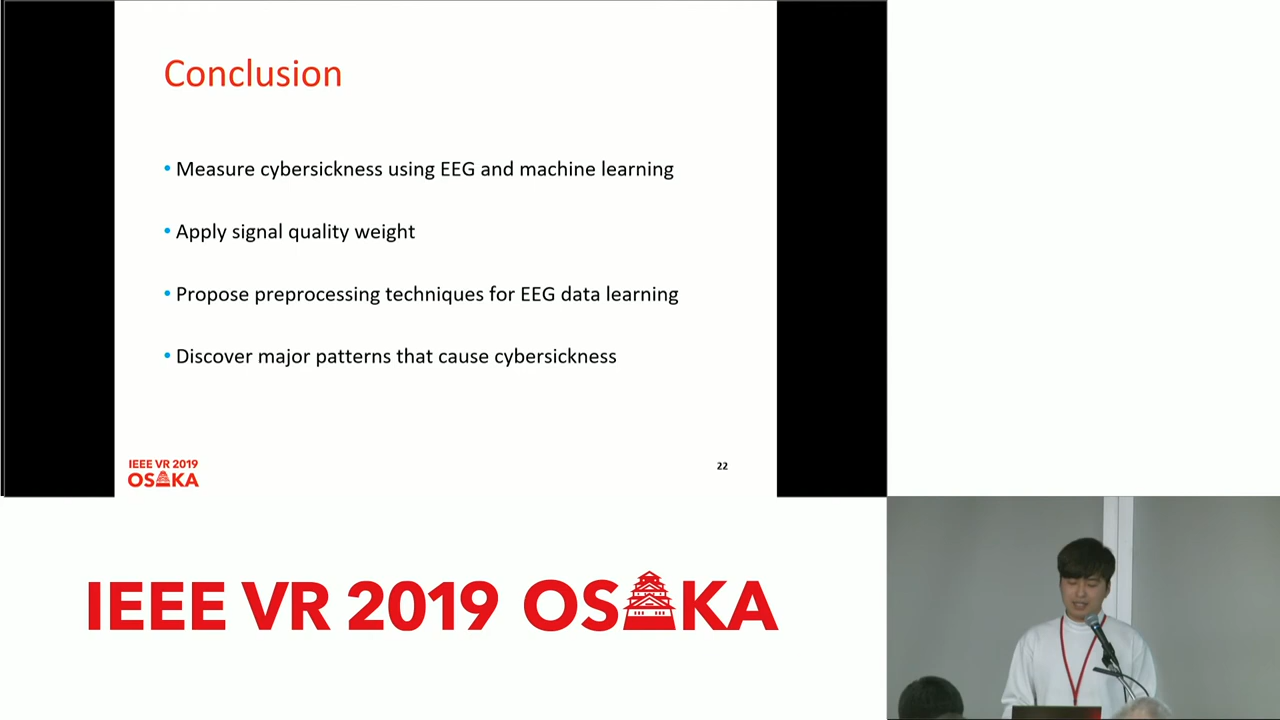 Conclusion
• Measure cybersickness using EEG and machine learning
• Apply signal quality weight
• Propose preprocessing techniques for EEG data learning
• Discover major patterns that cause cybersickness
IEEE VR 2019
OSAKA
22
IEEE VR 2019 OSAKA